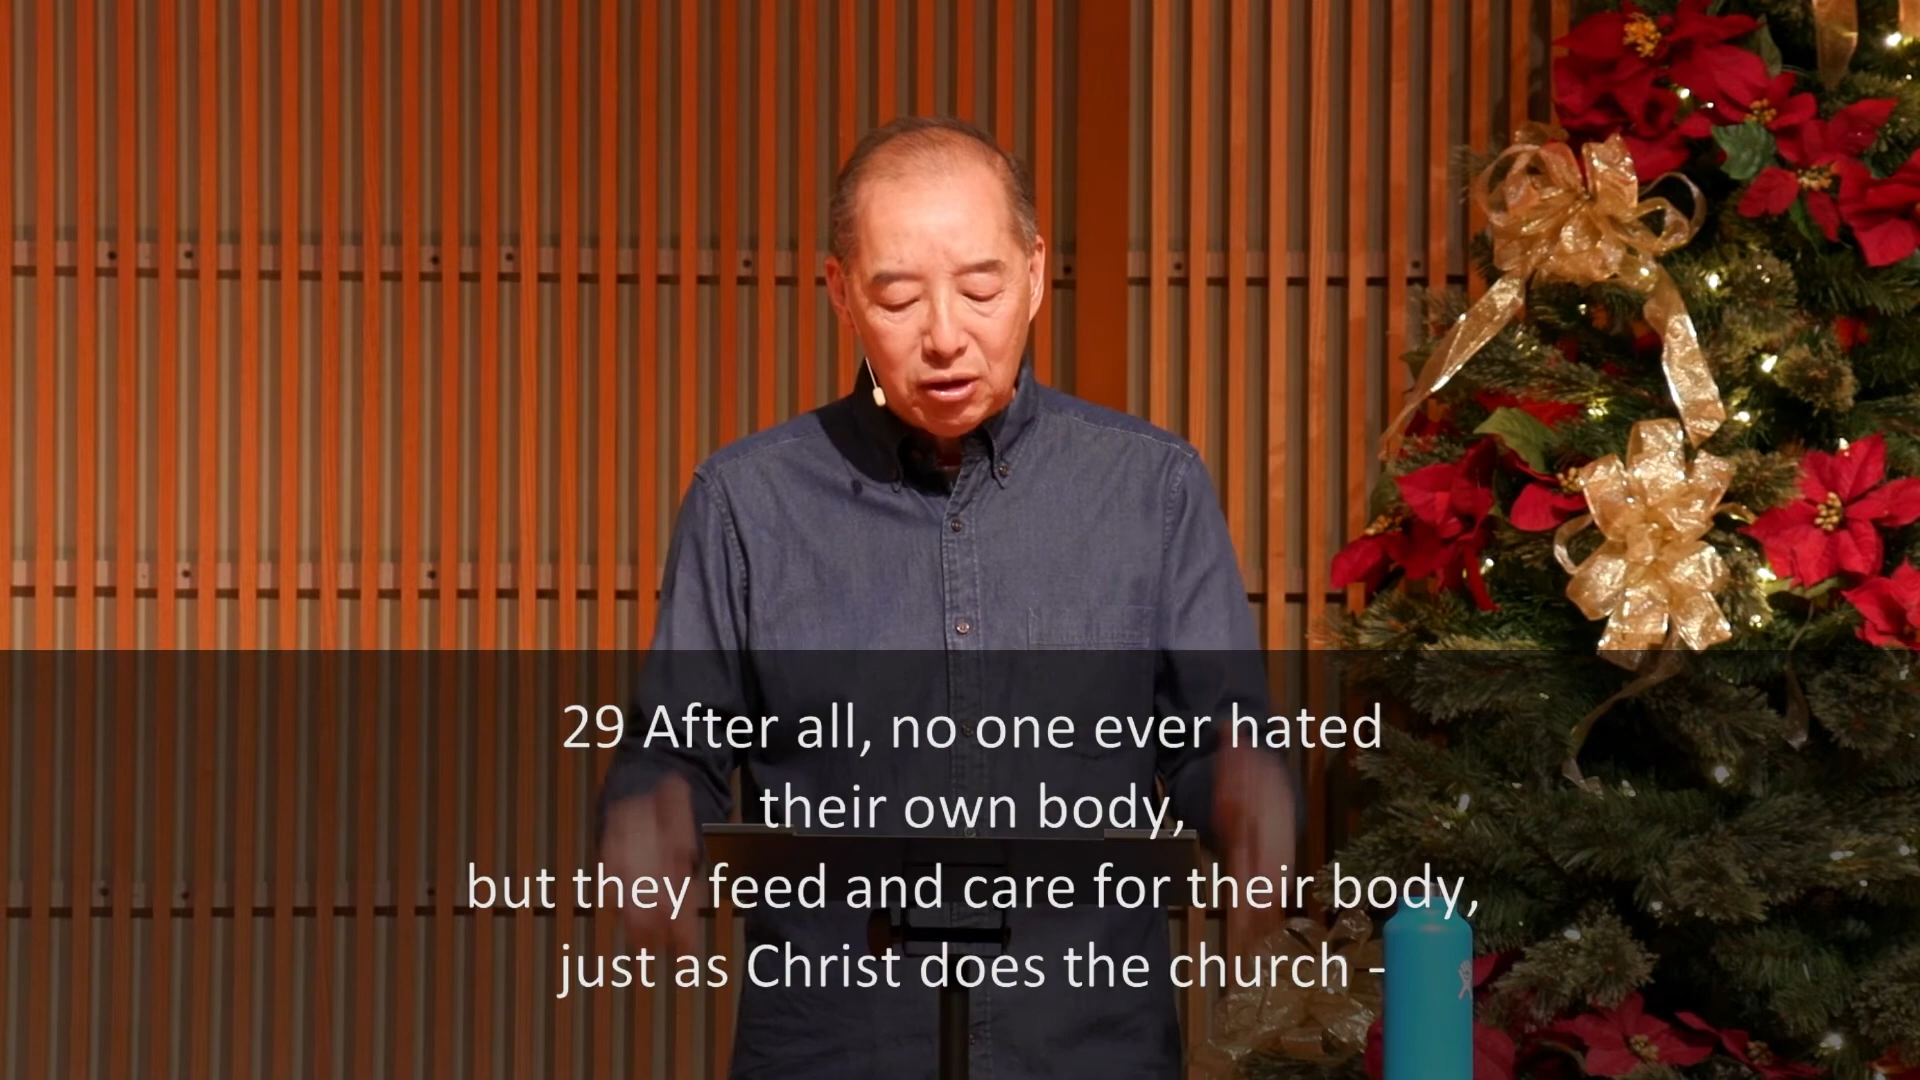 29 After all, no one ever hated
their own body,
but they feed and care for their body,
just as Christ does the church -